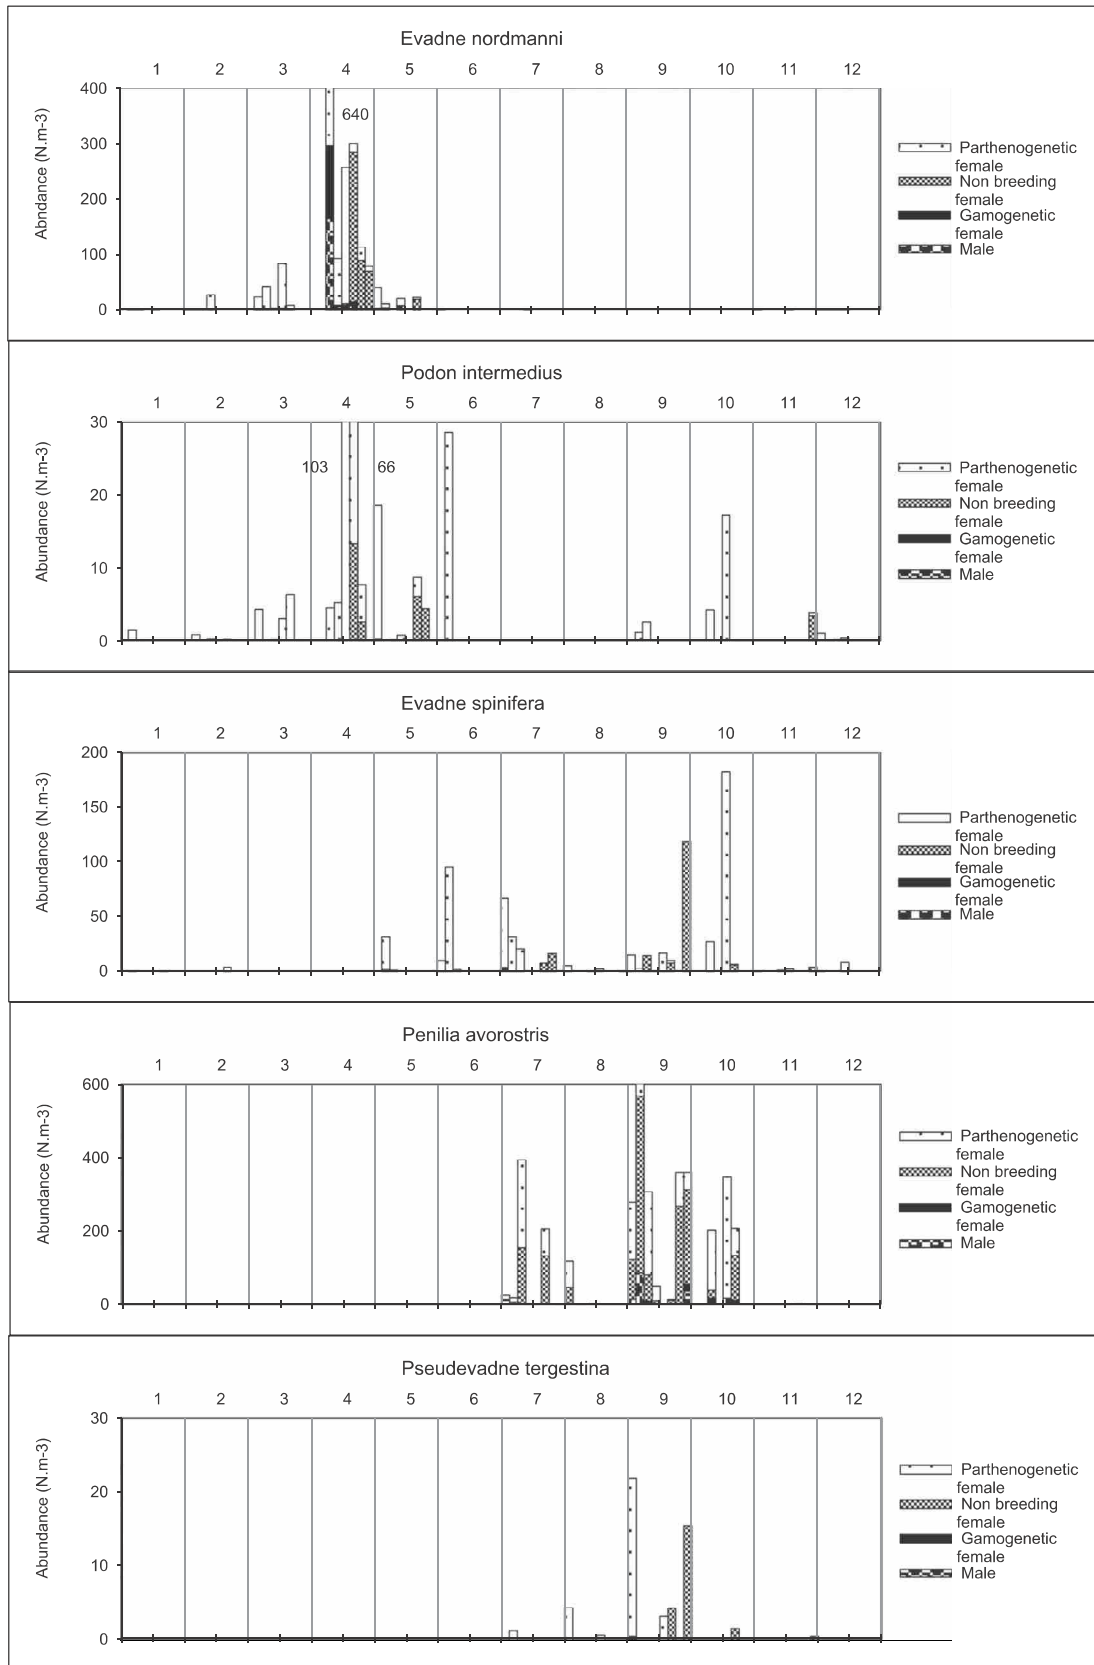 Evadne nordmanni
1 2 3 4 5 6 7 8 9 10 11 12
Abndance (N.m-3)
400
300
200
100
0
640
Parthenogenetic
female
Non breeding
female
Gamogenetic
female
Male
Podon intermedius
1 2 3 4 5 6 7 8 9 10 11 12
Abundance (N.m-3)
30
20
10
0
103 66
Parthenogenetic
female
Non breeding
female
Gamogenetic
female
Male
Evadne spinifera
1 2 3 4 5 6 7 8 9 10 11 12
Abundance (N.m-3)
200
150
100
50
0
Parthenogenetic
female
Non breeding
female
Gamogenetic
female
Male
Penilia avorostris
1 2 3 4 5 6 7 8 9 10 11 12
Abundance (N.m-3)
600
400
200
0
Parthenogenetic
female
Non breeding
female
Gamogenetic
female
Male
Pseudevadne tergestina
1 2 3 4 5 6 7 8 9 10 11 12
Abundance (N.m-3)
30
20
10
0
Parthenogenetic
female
Non breeding
female
Gamogenetic
female
Male